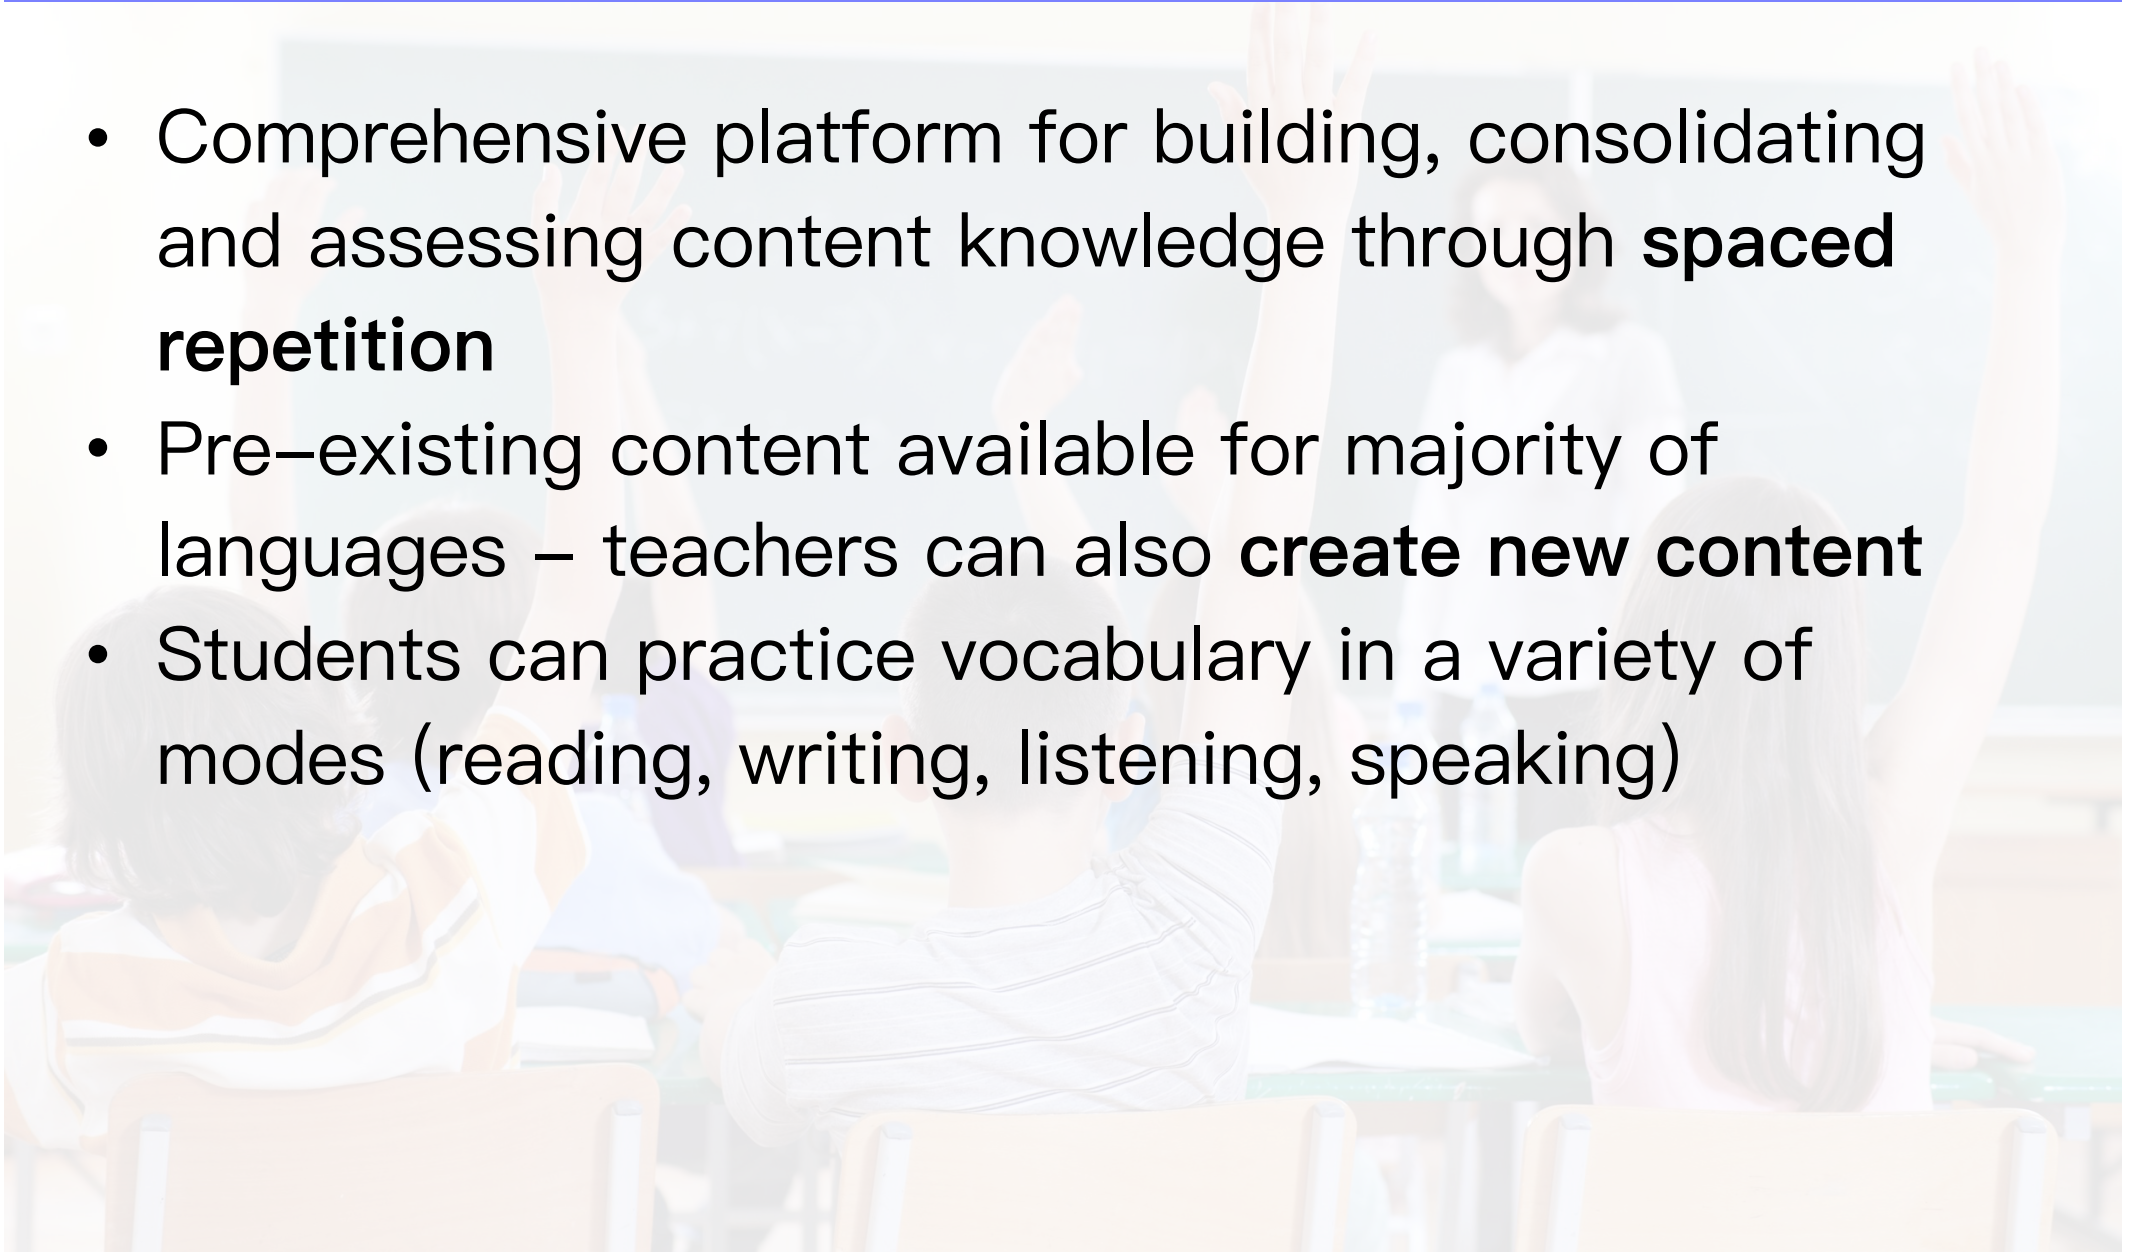 • Comprehensive platform for building, consolidating
and assessing content knowledge through spaced
repetition
• Pre–existing content available for majority of
languages – teachers can also create new content
• Students can practice vocabulary in a variety of
modes (reading, writing, listening, speaking)